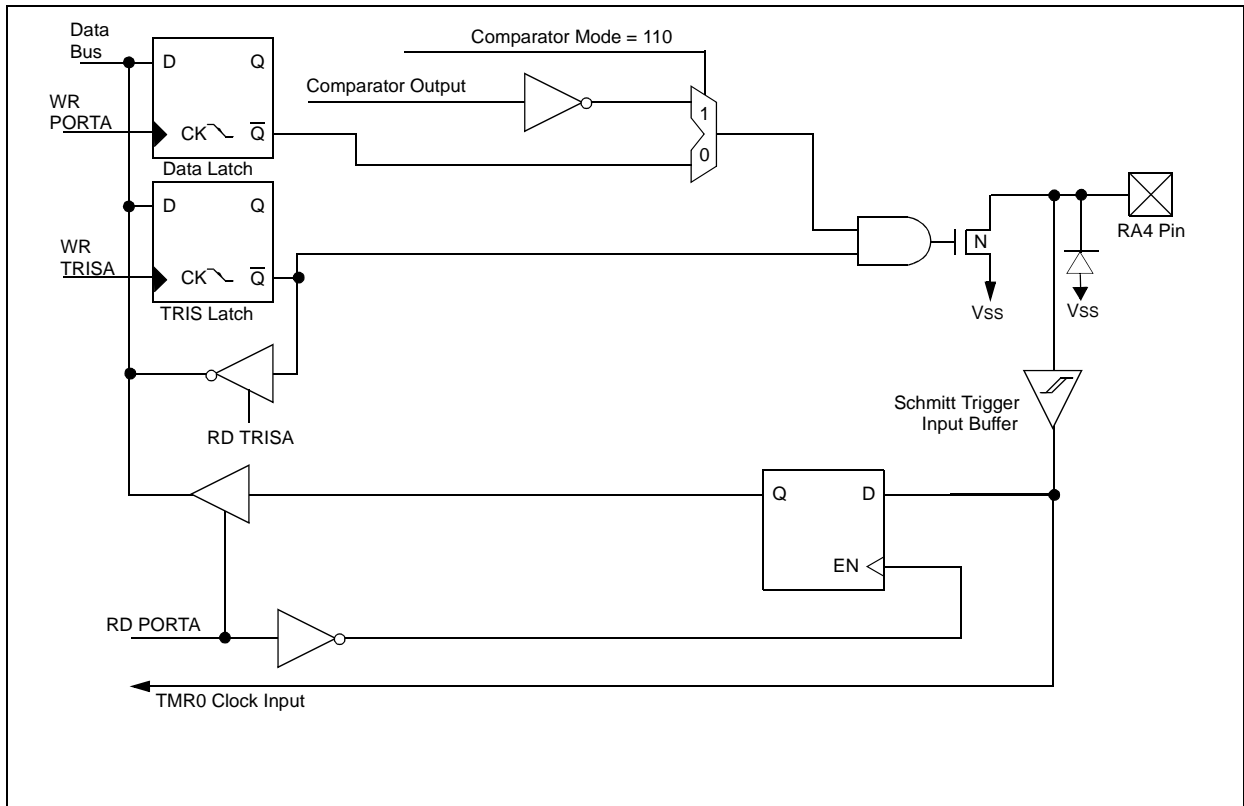 Data
Bus
D
Q
Comparator Mode = 110
Comparator Output
WR
PORTA
CK
Q̅
1
0
Data Latch
D
Q
RA4 Pin
WR
TRISA
CK
Q̅
N
TRIS Latch
VSS
VSS
Schmitt Trigger
Input Buffer
RD TRISA
Q
D
EN
RD PORTA
TMR0 Clock Input